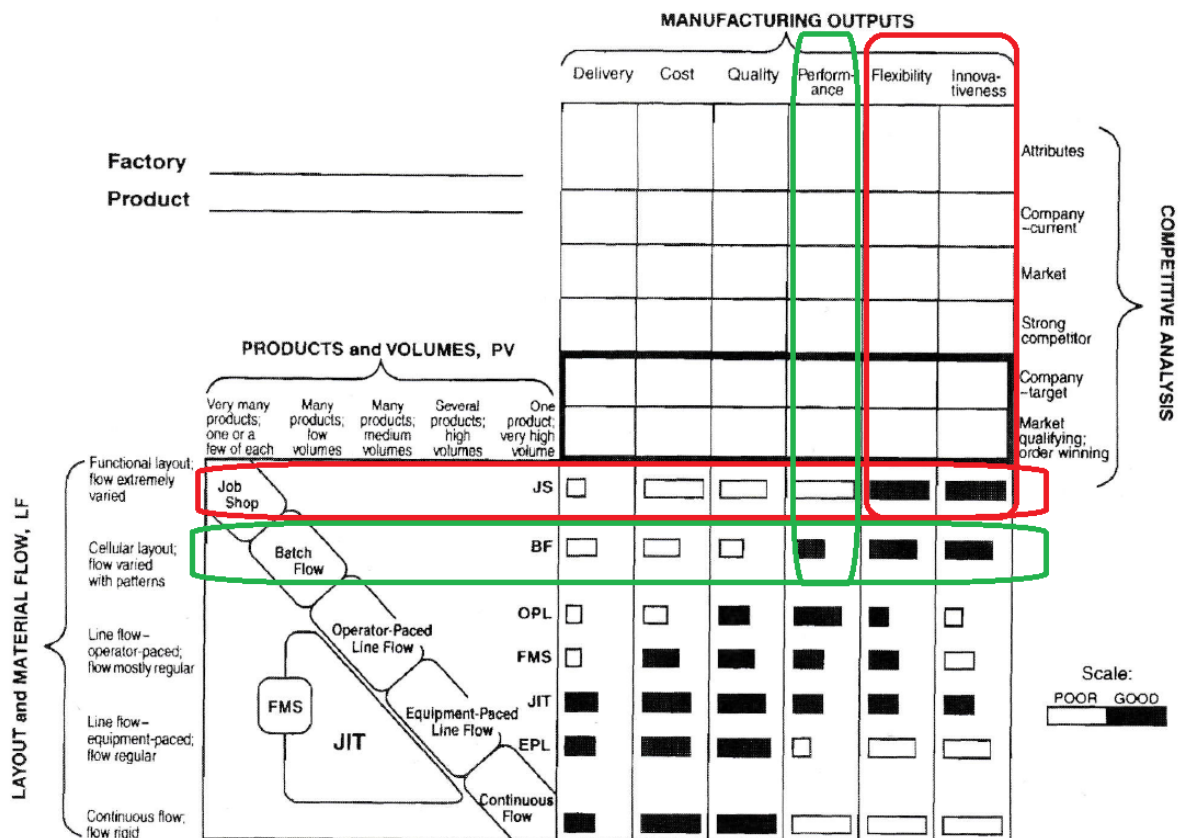 MANUFACTURING OUTPUTS
Delivery Cost Quality Perform- Flexibility Innova-
ance tiveness
Attributes
Factory
Product
Company
-current
Market
Strong
competitor
COMPETITIVE ANALYSIS
PRODUCTS and VOLUMES, PV
Company
-target
Very many Many Many Several One
products; products; products; products; product;
one or a low medium high very high
few of each volumes volumes volumes volume
Market
qualifying;
order winning
LAYOUT and MATERIAL FLOW, LF
Functional layout;
flow extremely
varied
Job
Shop
JS
Cellular layout;
flow varied
with patterns
Batch
Flow
BF
OPL
Line flow–
operator-paced;
flow mostly regular
Operator-Paced
Line Flow
FMS
Scale:
POOR GOOD
FMS
JIT
Line flow–
equipment-paced;
flow regular
JIT
Equipment-Paced
Line Flow
EPL
Continuous flow;
flow rigid
Continuous
Flow